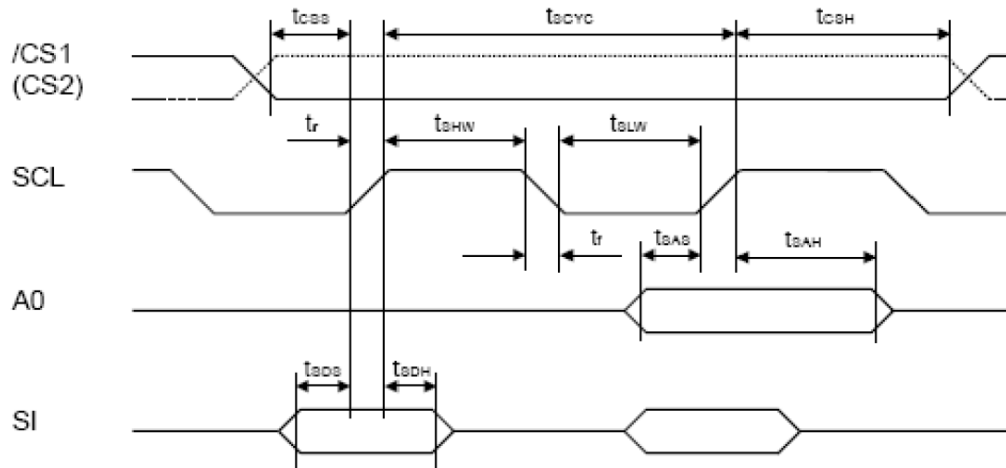 tCSS tSCYC tCSH
/CS1
(CS2)
tr tSHW tSLW
SCL
tf tSAS tSAH
A0
tSDS tSDH
SI